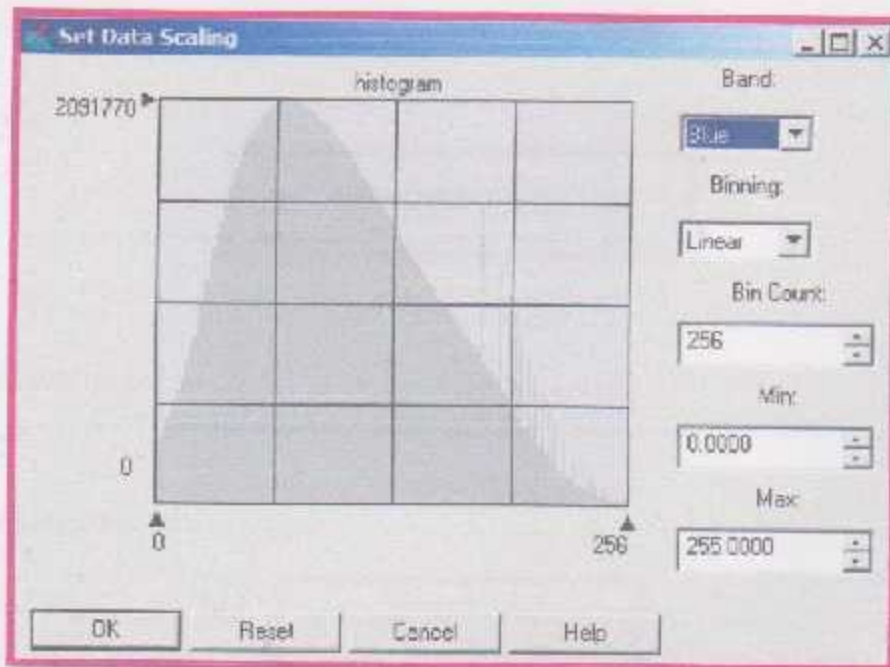 Set Data Scaling
histogram
2091770
0
0
256
Band:
Blue
Binning:
Linear
Bin Count:
256
Min:
0.0000
Max:
255.0000
OK
Reset
Cancel
Help